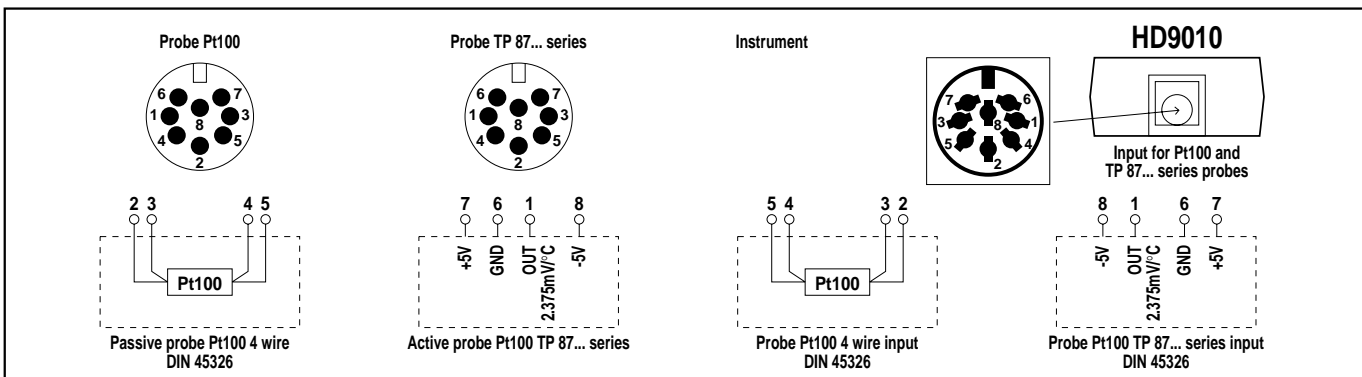 Probe Pt100
6
7
1
3
8
4
5
2
2 3
4 5
Pt100
Passive probe Pt100 4 wire
DIN 45326
Probe TP 87... series
6
7
1
3
8
4
5
2
7 6 1 8
+5V
GND
OUT
2.375mV/°C
-5V
Active probe Pt100 TP 87... series
Instrument
7
6
3
8
1
5
4
2
HD9010
Input for Pt100 and
TP 87... series probes
5 4
3 2
Pt100
Probe Pt100 4 wire input
DIN 45326
8 1 6 7
-5V
OUT
2.375mV/°C
GND
+5V
Probe Pt100 TP 87... series input
DIN 45326